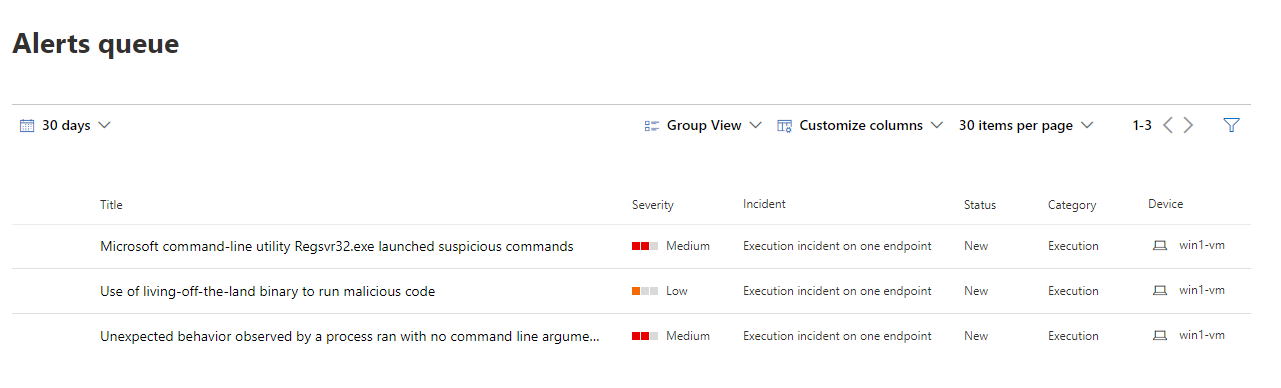 Alerts queue
30 days Group View Customize columns 30 items per page 1-3
Title Severity Incident Status Category Device
Microsoft command-line utility Regsvr32.exe launched suspicious commands Medium Execution incident on one endpoint New Execution win1-vm
Use of living-off-the-land binary to run malicious code Low Execution incident on one endpoint New Execution win1-vm
Unexpected behavior observed by a process ran with no command line argume... Medium Execution incident on one endpoint New Execution win1-vm